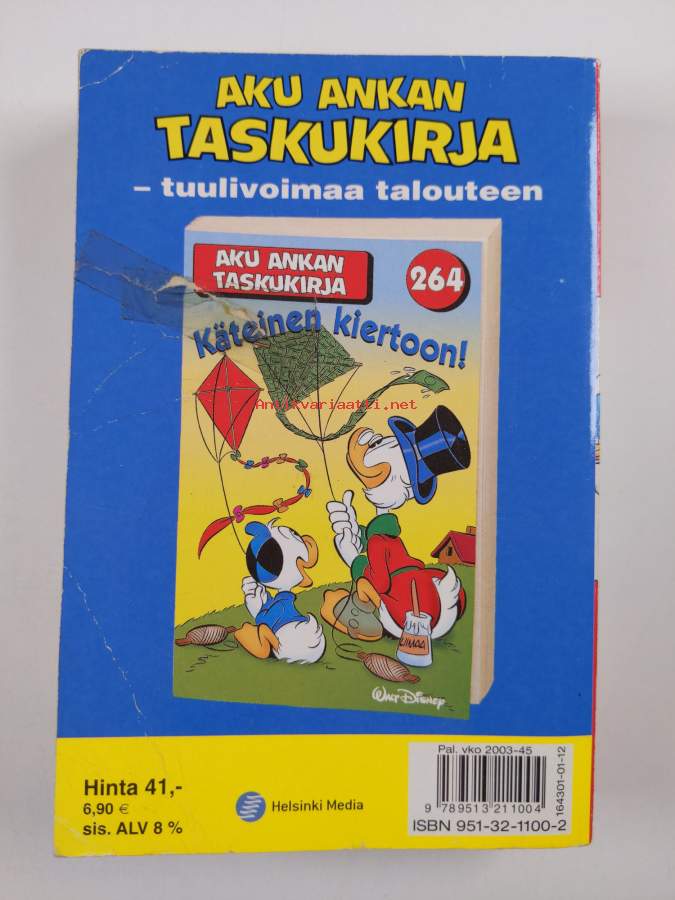 AKU ANKAN
TASKUKIRJA
– tuulivoimaa talouteen
AKU ANKAN
TASKUKIRJA
264
Käteinen kiertoon!
Antikvariaatti.net
LIIMAA
WALT DISNEY
Hinta 41,-
6,90 €
sis. ALV 8 %
Helsinki Media
Pal. vko 2003-45
9 789513 211004
ISBN 951-32-1100-2
164301-01-12